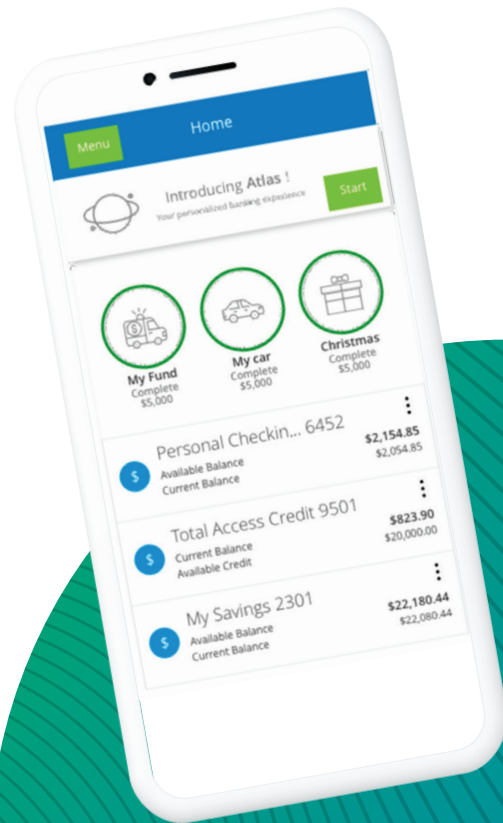 Menu
Home
Introducing Atlas !
Your personalized banking experience
Start
My Fund
Complete
$5,000
My car
Complete
$5,000
Christmas
Complete
$5,000
Personal Checkin... 6452
Available Balance
$2,154.85
Current Balance
$2,054.85
Total Access Credit 9501
Current Balance
$823.90
Available Credit
$20,000.00
My Savings 2301
Available Balance
$22,180.44
Current Balance
$22,080.44